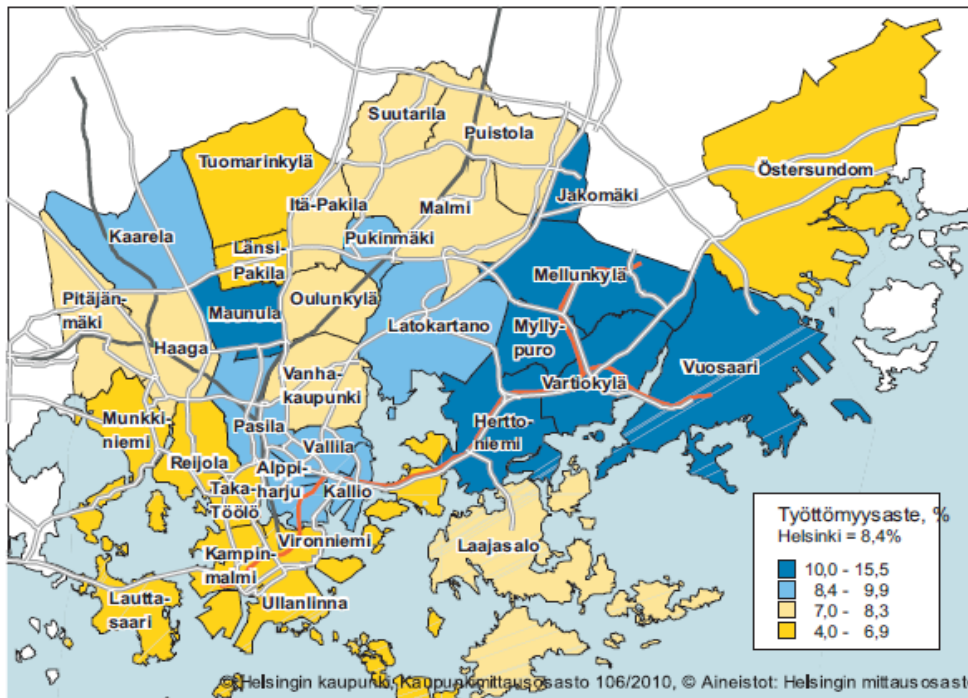 Suutarila
Puistola
Tuomarinkylä
Östersundom
Itä-Pakila
Malmi
Jakomäki
Kaarela
Pukinmäki
Länsi-
Pakila
Mellunkylä
Pitäjän-
mäki
Maunula
Oulunkylä
Latokartano
Mylly-
puro
Haaga
Vuosaari
Vanha-
kaupunki
Vartiokylä
Munkki-
niemi
Pasila
Hertto-
niemi
Vallila
Reijola
Alppi-
harju
Taka-
Töölö
Kallio
Vironniemi
Laajasalo
Kampin-
malmi
Lautta-
saari
Ullanlinna
Työttömyysaste, %
Helsinki = 8,4%
10,0 - 15,5
8,4 - 9,9
7,0 - 8,3
4,0 - 6,9
© Helsingin kaupunki, Kaupunkimittausosasto 106/2010, © Aineistot: Helsingin mittausosast